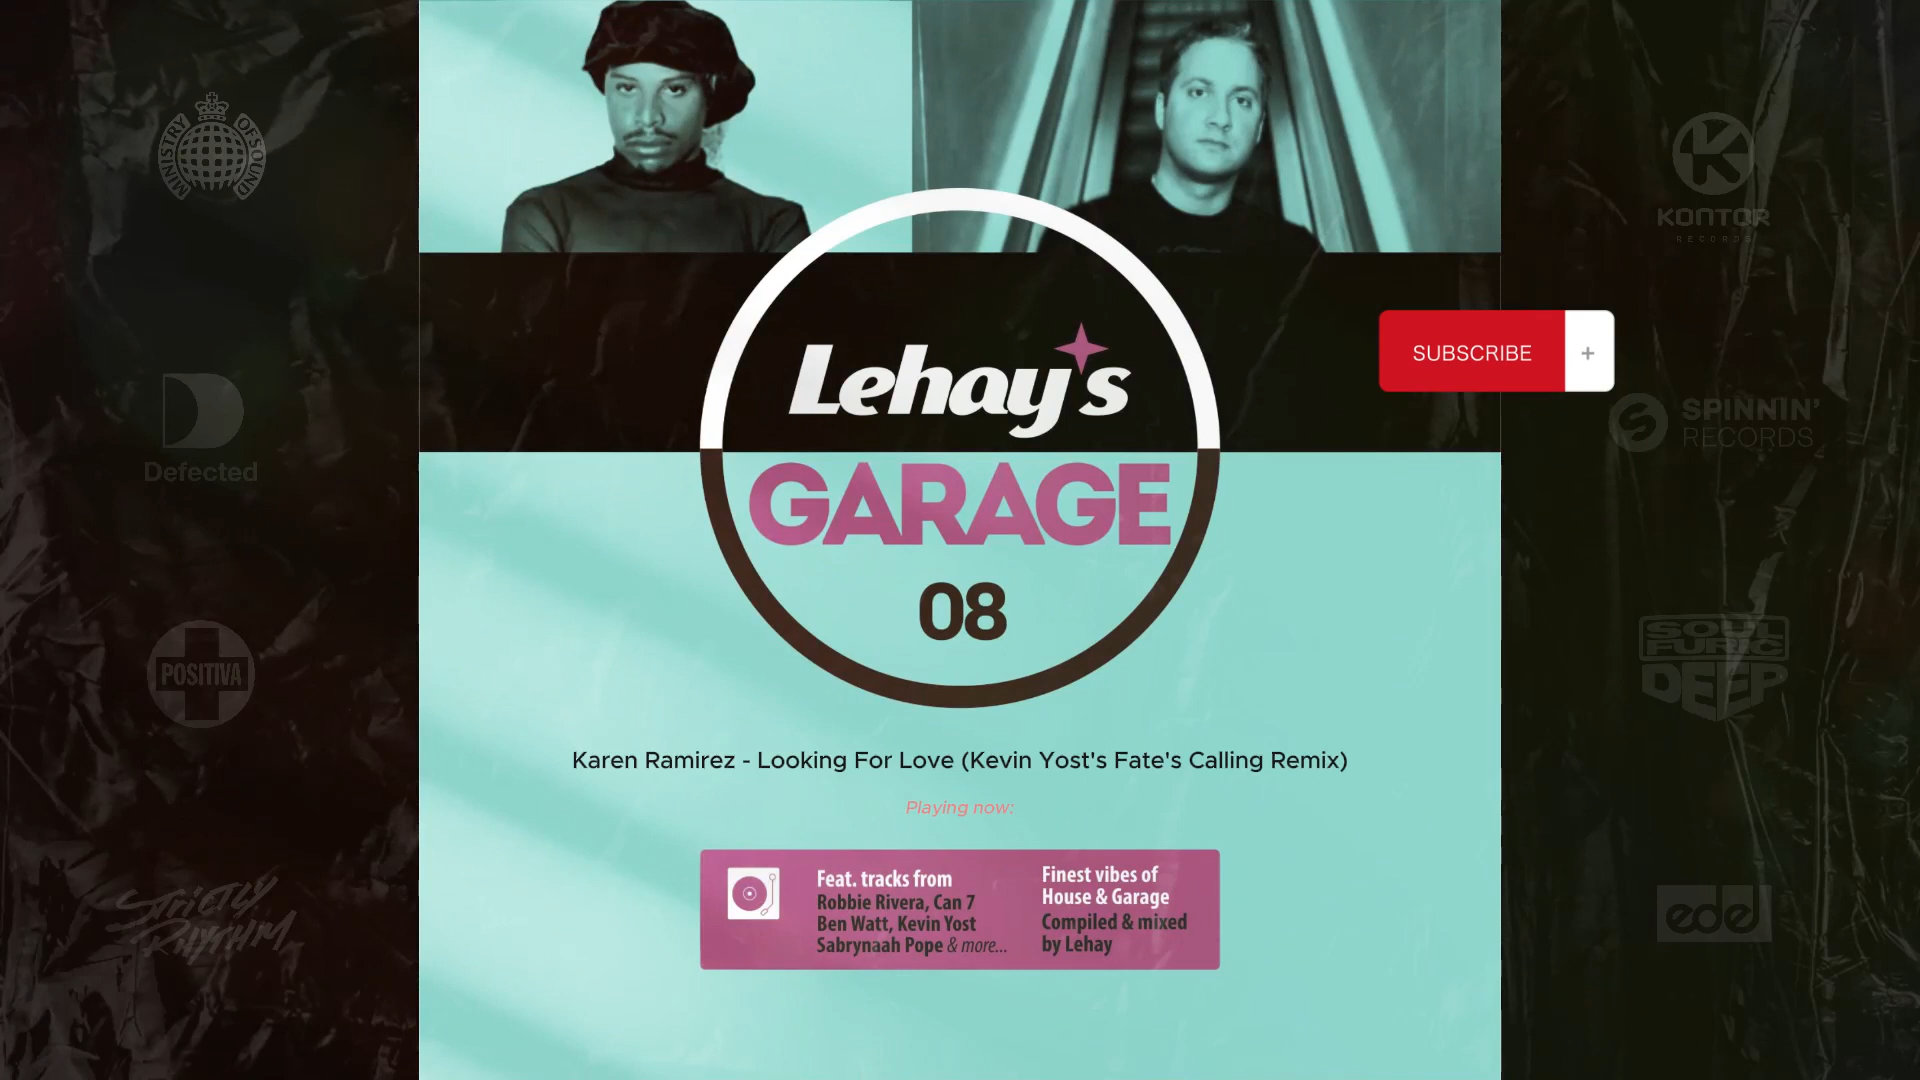 MINISTRY OF SOUND
KONTOR
RECORDS
Lehay's
SUBSCRIBE +
Defected
SPINNIN'
RECORDS
GARAGE
08
POSITIVA
SOUL
FURIC
DEEP
Karen Ramirez - Looking For Love (Kevin Yost's Fate's Calling Remix)
Playing now:
Feat. tracks from
Robbie Rivera, Can 7
Ben Watt, Kevin Yost
Sabrynaah Pope & more...
Finest vibes of
House & Garage
Compiled & mixed
by Lehay
STRICTLY
RHYTHM
edel